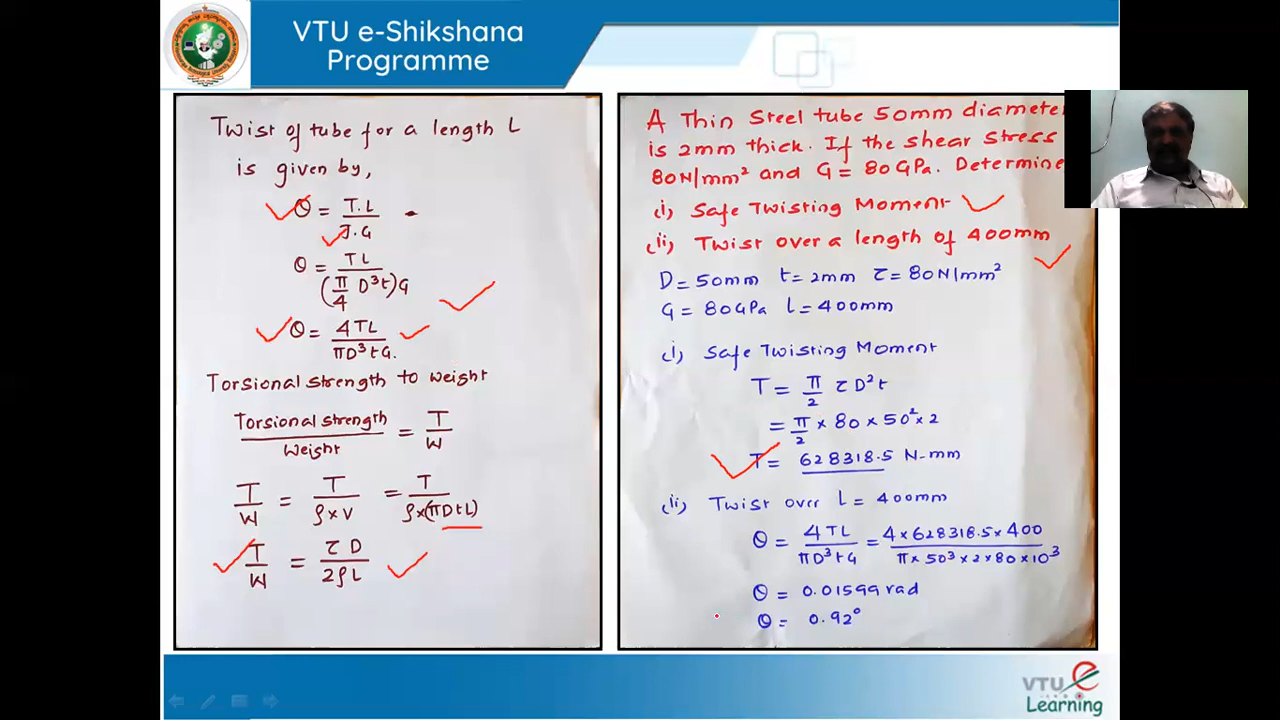 VTU e-Shikshana
Programme
Twist of tube for a length L
is given by,
θ = T.L / J.G
θ = TL / (π/4 D³t)G
θ = 4TL / πD³tG.
Torsional strength to weight
Torsional strength / Weight = T / W
T / W = T / ρ×V = T / ρ×(πDtL)
T / W = τD / 2ρL
A Thin Steel tube 50mm diameter
is 2mm thick. If the Shear Stress
80N/mm² and G = 80GPa. Determine
(i) Safe Twisting Moment
(ii) Twist over a length of 400mm
D = 50mm t = 2mm τ = 80N/mm²
G = 80GPa l = 400mm
(i) Safe Twisting Moment
T = π/2 τD²t
= π/2 × 80 × 50² × 2
T = 628318.5 N-mm
(ii) Twist over L = 400mm
θ = 4TL / πD³tG = 4×628318.5×400 / π×50³×2×80×10³
θ = 0.01599 rad
θ = 0.92°
VTU e
Learning